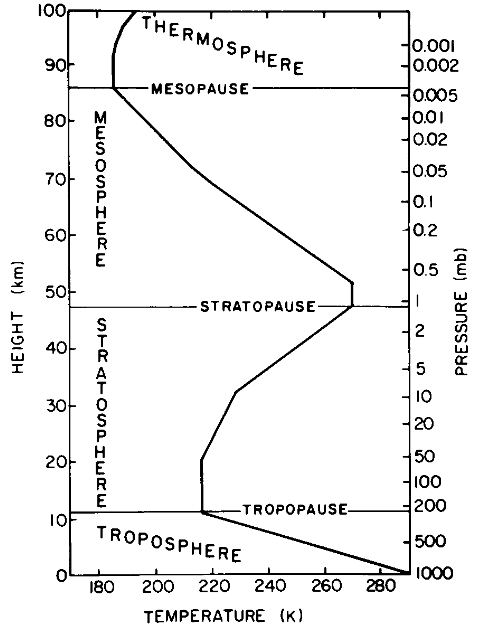 100
90
80
70
60
50
40
30
20
10
0
HEIGHT (km)
THERMOSPHERE
MESOPAUSE
MESOSPHERE
STRATOPAUSE
STRATOSPHERE
TROPOPAUSE
TROPOSPHERE
0.001
0.002
0.005
0.01
0.02
0.05
0.1
0.2
0.5
1
2
5
10
20
50
100
200
500
1000
PRESSURE (mb)
180 200 220 240 260 280
TEMPERATURE (K)